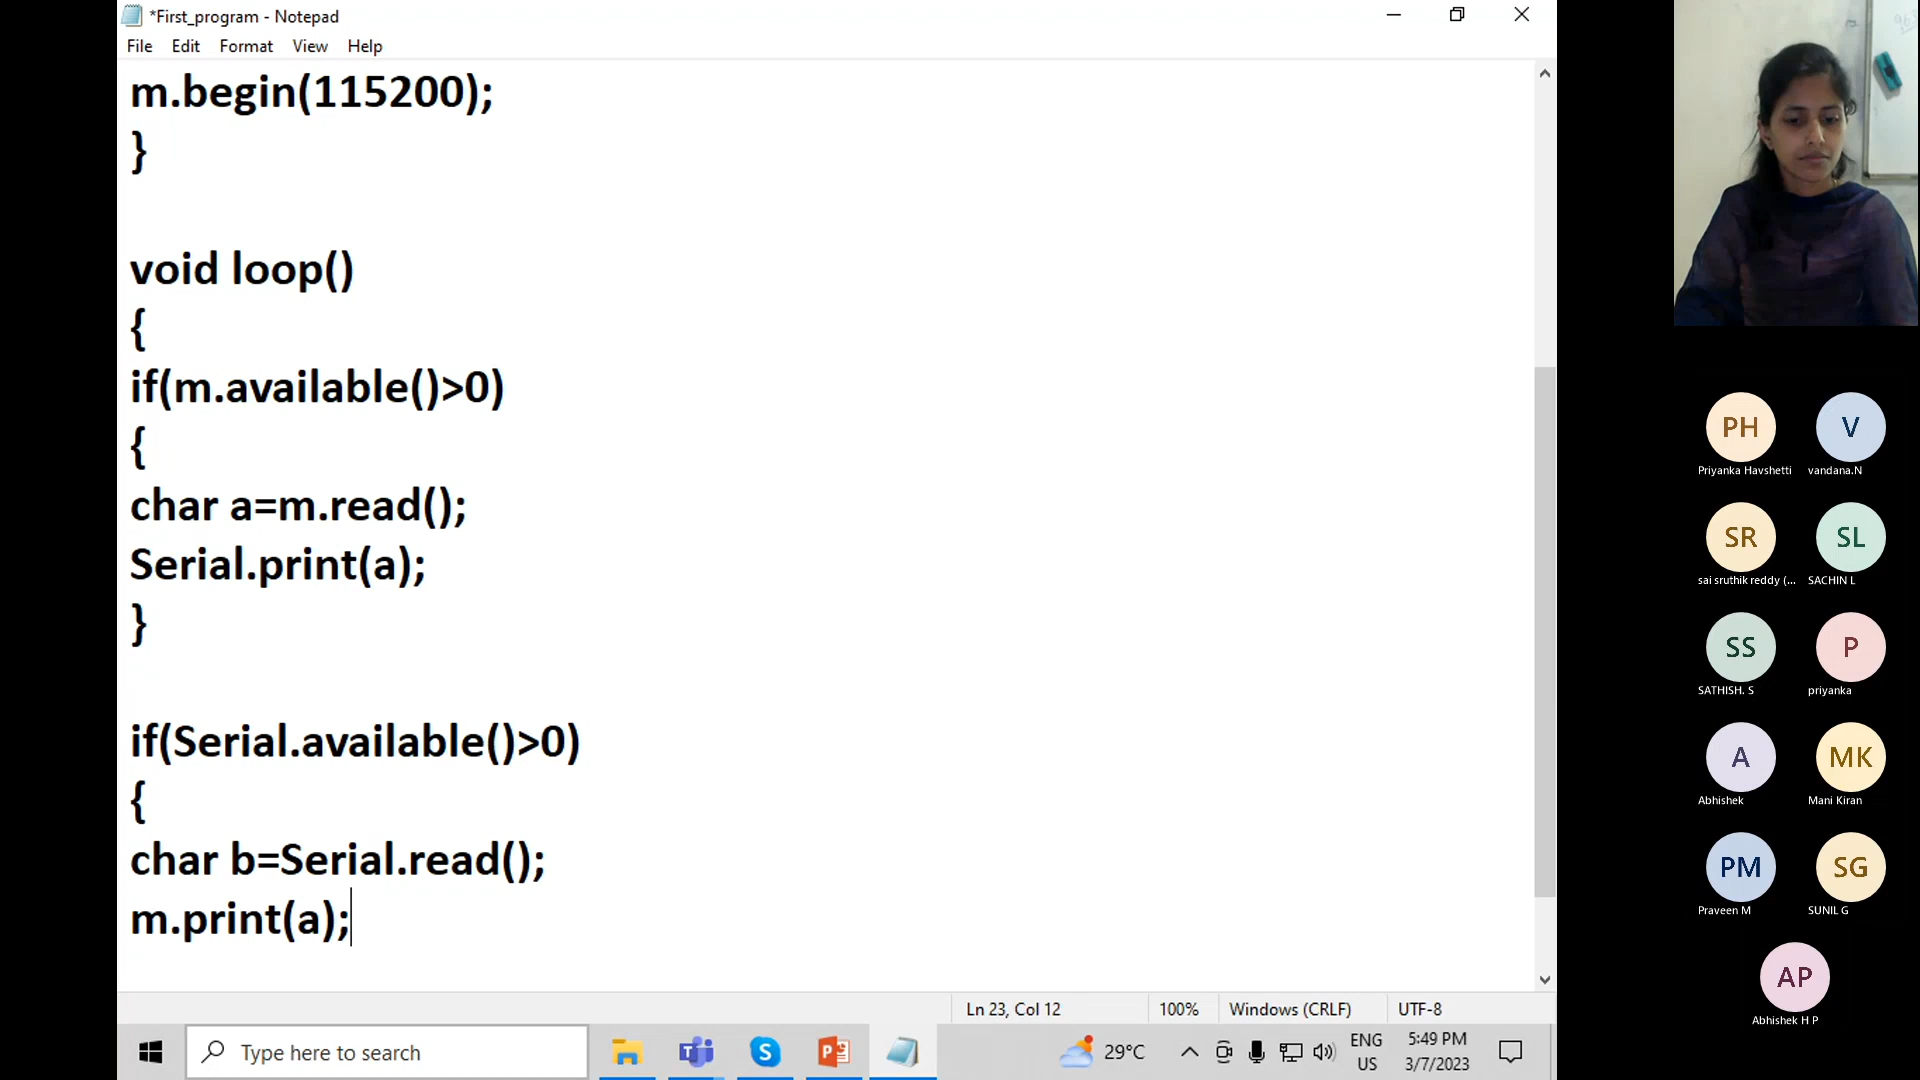 *First_program - Notepad
File Edit Format View Help
m.begin(115200);
}
void loop()
{
if(m.available()>0)
{
char a=m.read();
Serial.print(a);
}
if(Serial.available()>0)
{
char b=Serial.read();
m.print(a);
Ln 23, Col 12 100% Windows (CRLF) UTF-8
Type here to search
29°C
ENG
US
5:49 PM
3/7/2023
PH
Priyanka Havshetti
V
vandana.N
SR
sai sruthik reddy (...
SL
SACHIN L
SS
SATHISH. S
P
priyanka
A
Abhishek
MK
Mani Kiran
PM
Praveen M
SG
SUNIL G
AP
Abhishek H P